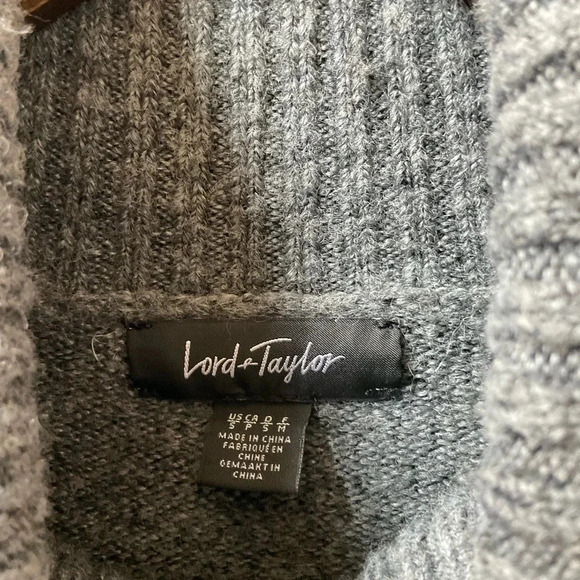 Lord & Taylor
US CA D F
S P S M
MADE IN CHINA
FABRIQUÉ EN
CHINE
GEMAAKT IN
CHINA